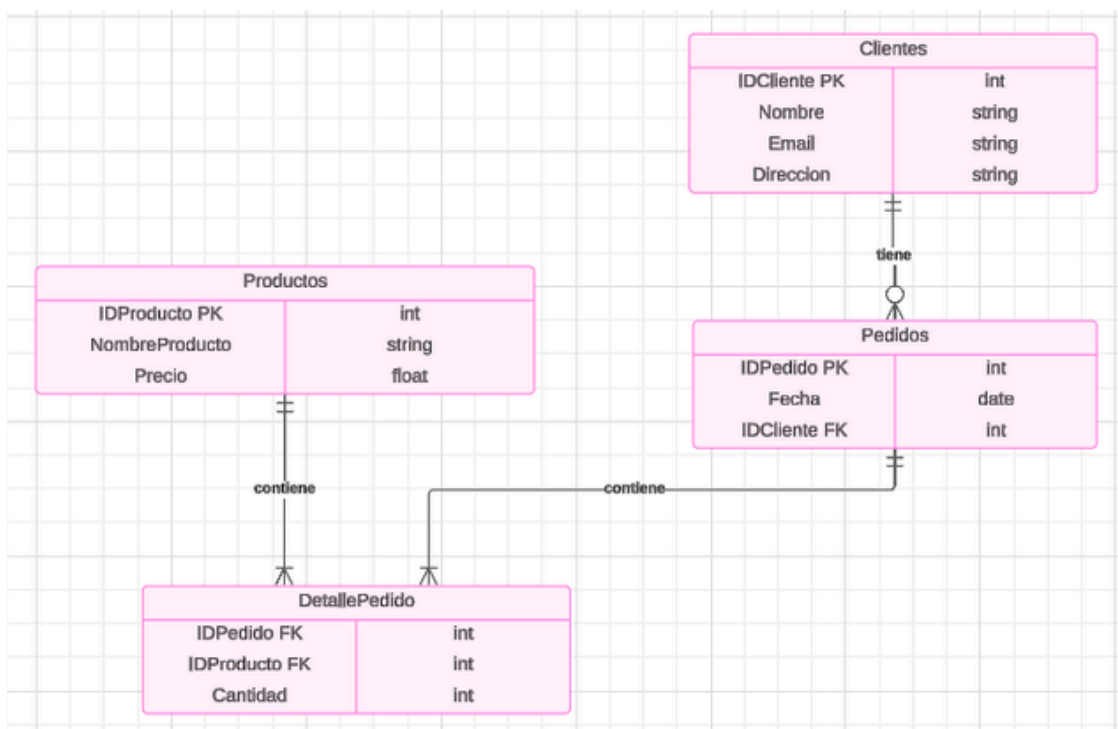 Clientes
IDCliente PK int
Nombre string
Email string
Direccion string
tiene
Productos
IDProducto PK int
NombreProducto string
Precio float
Pedidos
IDPedido PK int
Fecha date
IDCliente FK int
contiene
contiene
DetallePedido
IDPedido FK int
IDProducto FK int
Cantidad int